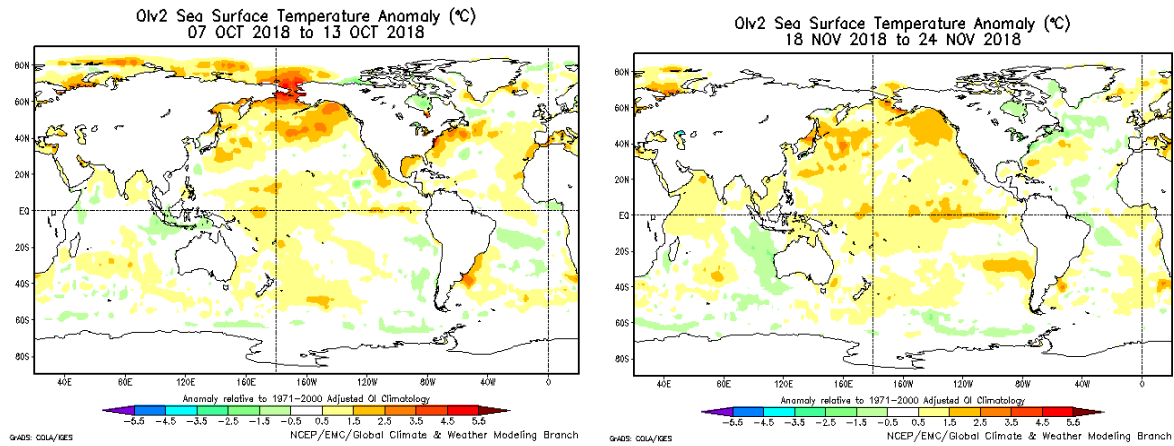 OIv2 Sea Surface Temperature Anomaly (°C)
07 OCT 2018 to 13 OCT 2018
80N
60N
40N
20N
EQ
20S
40S
60S
80S
40E 80E 120E 160E 160W 120W 80W 40W 0
Anomaly relative to 1971-2000 Adjusted OI Climatology
-5.5 -4.5 -3.5 -2.5 -1.5 -0.5 0.5 1.5 2.5 3.5 4.5 5.5
GrADS: COLA/IGES
NCEP/EMC/Global Climate & Weather Modeling Branch
OIv2 Sea Surface Temperature Anomaly (°C)
18 NOV 2018 to 24 NOV 2018
80N
60N
40N
20N
EQ
20S
40S
60S
80S
40E 80E 120E 160E 160W 120W 80W 40W 0
Anomaly relative to 1971-2000 Adjusted OI Climatology
-5.5 -4.5 -3.5 -2.5 -1.5 -0.5 0.5 1.5 2.5 3.5 4.5 5.5
GrADS: COLA/IGES
NCEP/EMC/Global Climate & Weather Modeling Branch